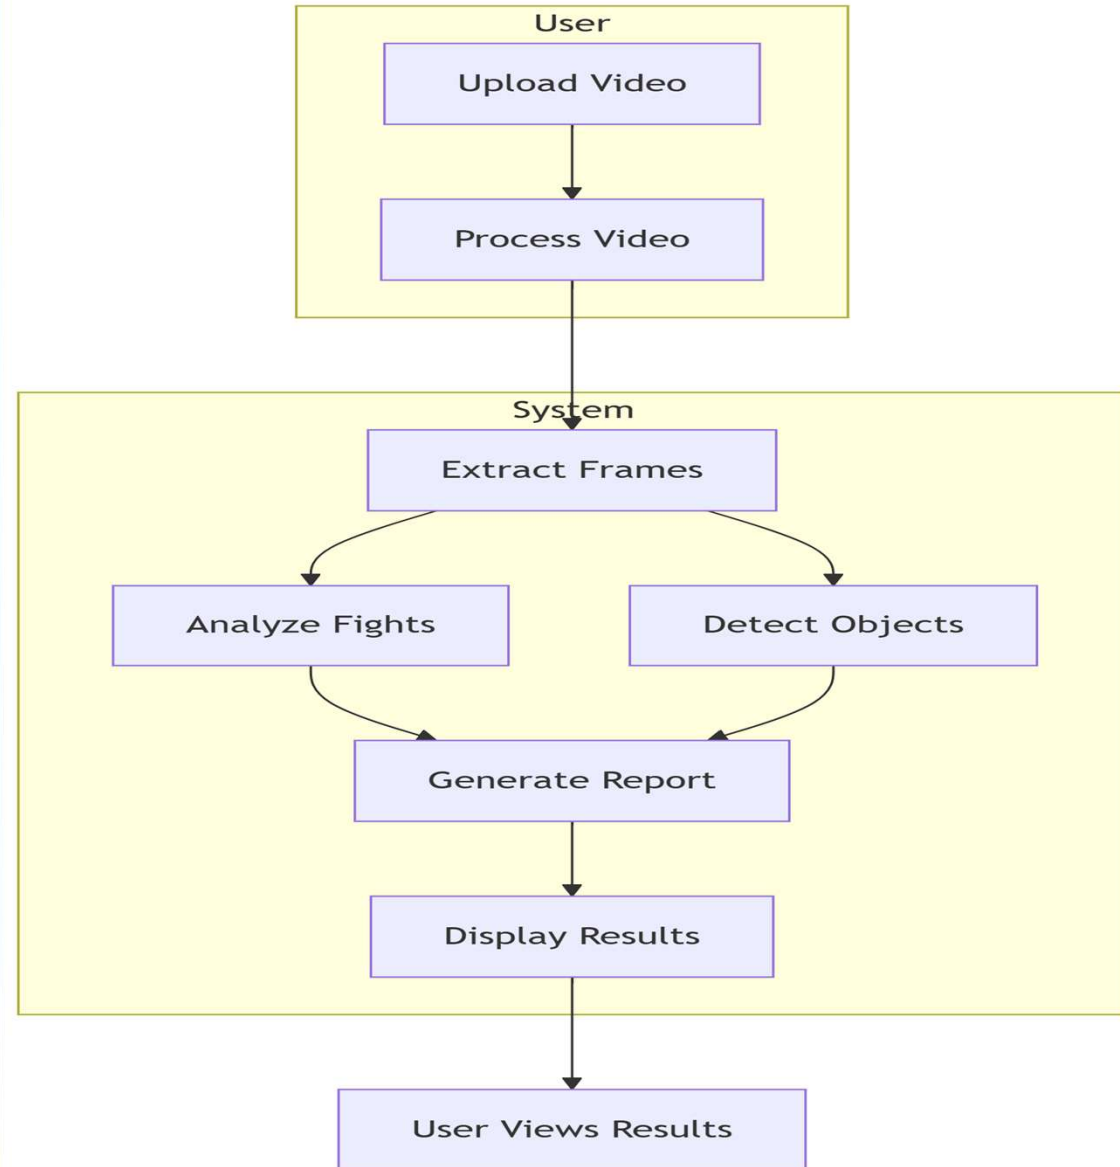 User
Upload Video
Process Video
System
Extract Frames
Analyze Fights
Detect Objects
Generate Report
Display Results
User Views Results